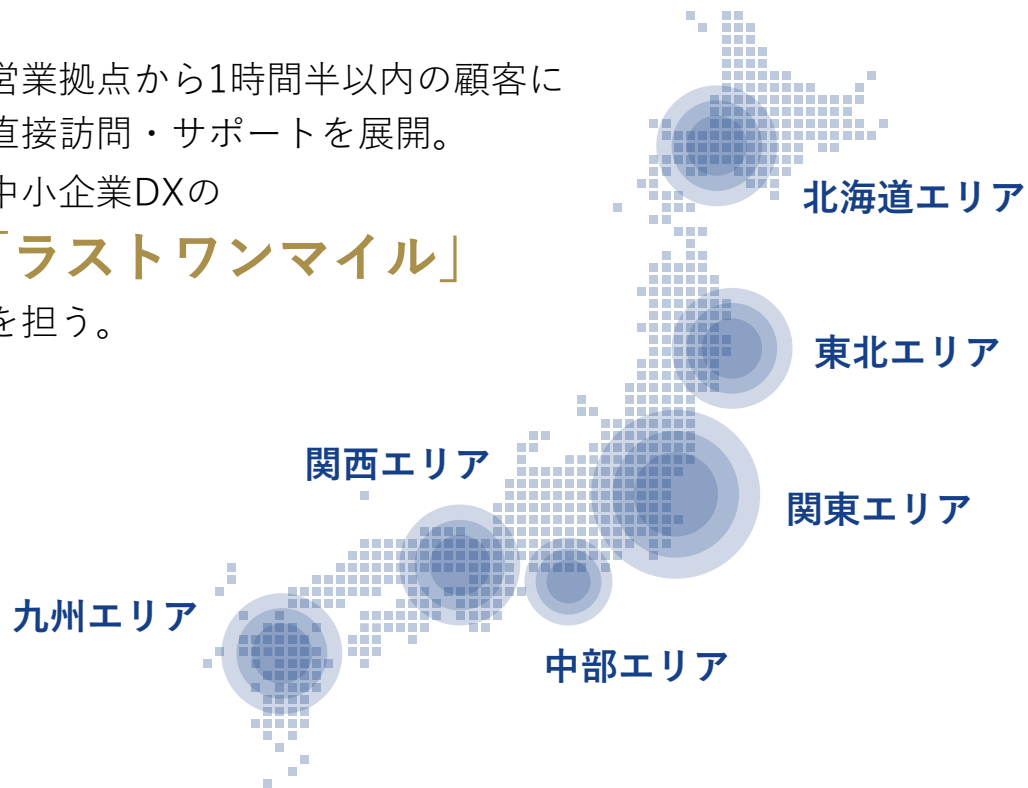 営業拠点から1時間半以内の顧客に
直接訪問・サポートを展開。
中小企業DXの
「ラストワンマイル」
を担う。
北海道エリア
東北エリア
関西エリア
関東エリア
九州エリア
中部エリア